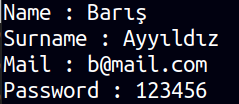 Name : Barış
Surname : Ayyıldız
Mail : b@mail.com
Password : 123456